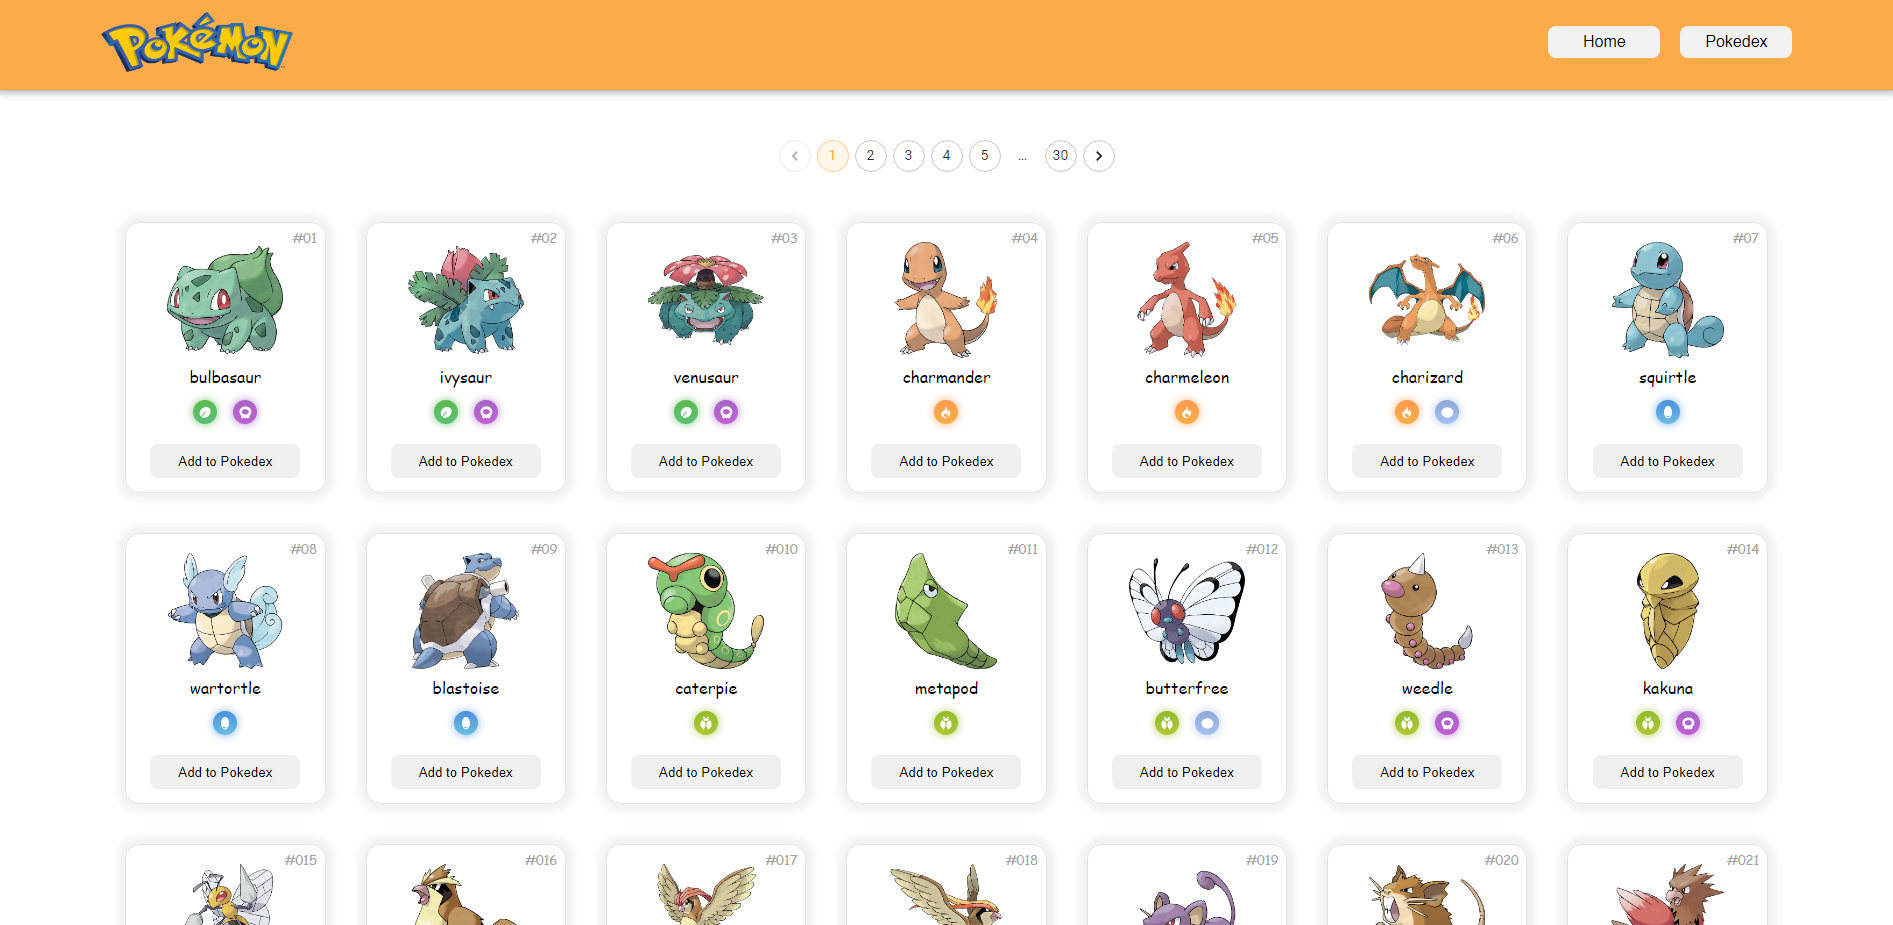 Pokémon
Home Pokedex
1 2 3 4 5 ... 30
#01 #02 #03 #04 #05 #06 #07
bulbasaur ivysaur venusaur charmander charmeleon charizard squirtle
Add to Pokedex Add to Pokedex Add to Pokedex Add to Pokedex Add to Pokedex Add to Pokedex Add to Pokedex
#08 #09 #010 #011 #012 #013 #014
wartortle blastoise caterpie metapod butterfree weedle kakuna
Add to Pokedex Add to Pokedex Add to Pokedex Add to Pokedex Add to Pokedex Add to Pokedex Add to Pokedex
#015 #016 #017 #018 #019 #020 #021